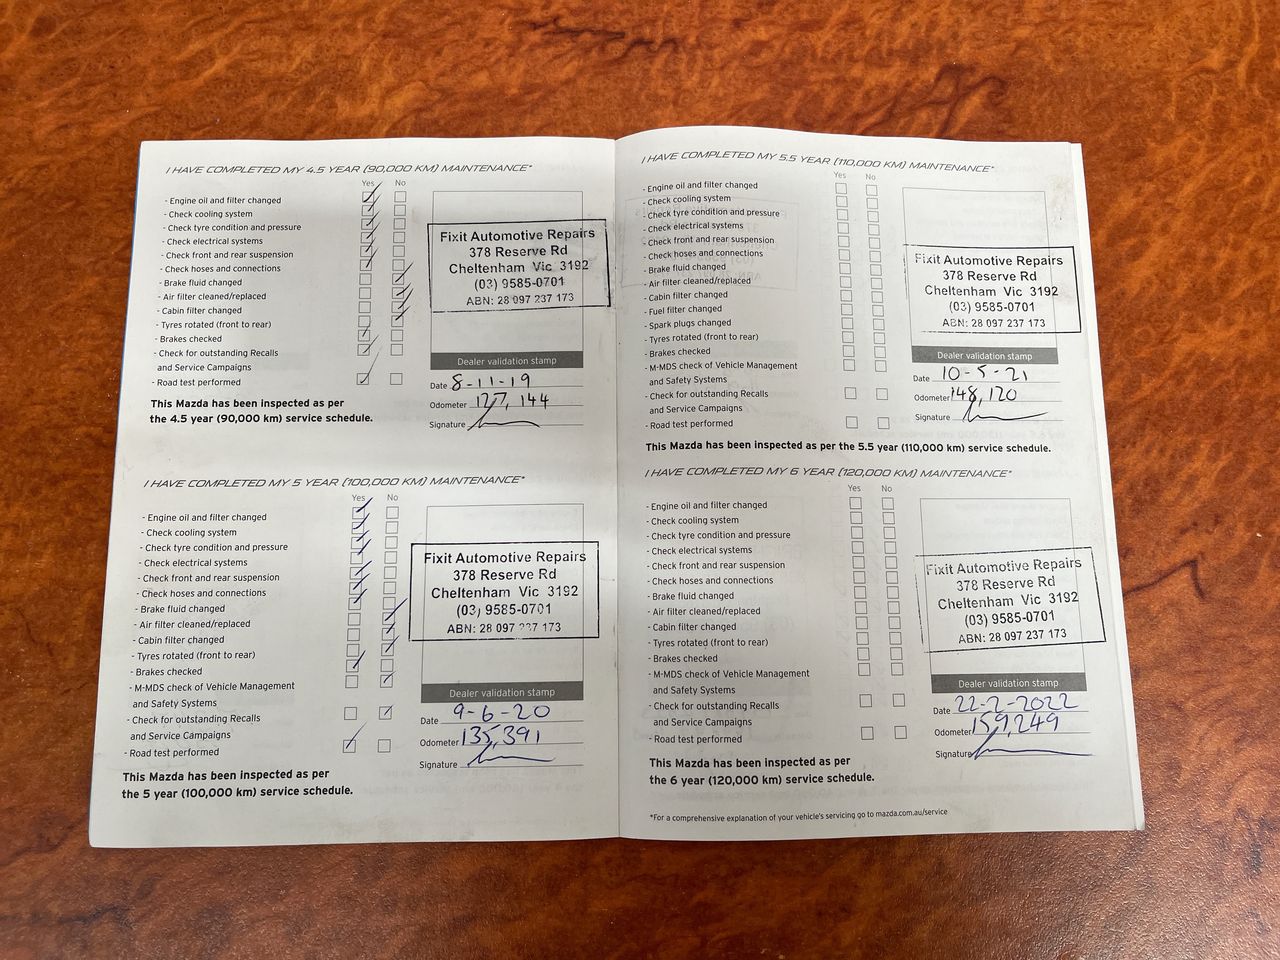 I HAVE COMPLETED MY 4.5 YEAR (90,000 KM) MAINTENANCE*
Yes No
- Engine oil and filter changed
- Check cooling system
- Check tyre condition and pressure
- Check electrical systems
- Check front and rear suspension
- Check hoses and connections
- Brake fluid changed
- Air filter cleaned/replaced
- Cabin filter changed
- Tyres rotated (front to rear)
- Brakes checked
- Check for outstanding Recalls
and Service Campaigns
- Road test performed
This Mazda has been inspected as per
the 4.5 year (90,000 km) service schedule.
Fixit Automotive Repairs
378 Reserve Rd
Cheltenham Vic 3192
(03) 9585-0701
ABN: 28 097 237 173
Dealer validation stamp
Date 8-11-19
Odometer 127,144
Signature
I HAVE COMPLETED MY 5 YEAR (100,000 KM) MAINTENANCE*
Yes No
- Engine oil and filter changed
- Check cooling system
- Check tyre condition and pressure
- Check electrical systems
- Check front and rear suspension
- Check hoses and connections
- Brake fluid changed
- Air filter cleaned/replaced
- Cabin filter changed
- Tyres rotated (front to rear)
- Brakes checked
- M-MDS check of Vehicle Management
and Safety Systems
- Check for outstanding Recalls
and Service Campaigns
- Road test performed
This Mazda has been inspected as per
the 5 year (100,000 km) service schedule.
Fixit Automotive Repairs
378 Reserve Rd
Cheltenham Vic 3192
(03) 9585-0701
ABN: 28 097 237 173
Dealer validation stamp
Date 9-6-20
Odometer 135,391
Signature
I HAVE COMPLETED MY 5.5 YEAR (110,000 KM) MAINTENANCE*
Yes No
- Engine oil and filter changed
- Check cooling system
- Check tyre condition and pressure
- Check electrical systems
- Check front and rear suspension
- Check hoses and connections
- Brake fluid changed
- Air filter cleaned/replaced
- Cabin filter changed
- Fuel filter changed
- Spark plugs changed
- Tyres rotated (front to rear)
- Brakes checked
- M-MDS check of Vehicle Management
and Safety Systems
- Check for outstanding Recalls
and Service Campaigns
- Road test performed
This Mazda has been inspected as per the 5.5 year (110,000 km) service schedule.
Fixit Automotive Repairs
378 Reserve Rd
Cheltenham Vic 3192
(03) 9585-0701
ABN: 28 097 237 173
Dealer validation stamp
Date 10-5-21
Odometer 148,120
Signature
I HAVE COMPLETED MY 6 YEAR (120,000 KM) MAINTENANCE*
Yes No
- Engine oil and filter changed
- Check cooling system
- Check tyre condition and pressure
- Check electrical systems
- Check front and rear suspension
- Check hoses and connections
- Brake fluid changed
- Air filter cleaned/replaced
- Cabin filter changed
- Tyres rotated (front to rear)
- Brakes checked
- M-MDS check of Vehicle Management
and Safety Systems
- Check for outstanding Recalls
and Service Campaigns
- Road test performed
This Mazda has been inspected as per
the 6 year (120,000 km) service schedule.
Fixit Automotive Repairs
378 Reserve Rd
Cheltenham Vic 3192
(03) 9585-0701
ABN: 28 097 237 173
Dealer validation stamp
Date 22-2-2022
Odometer 159,249
Signature
*For a comprehensive explanation of your vehicle's servicing go to mazda.com.au/service